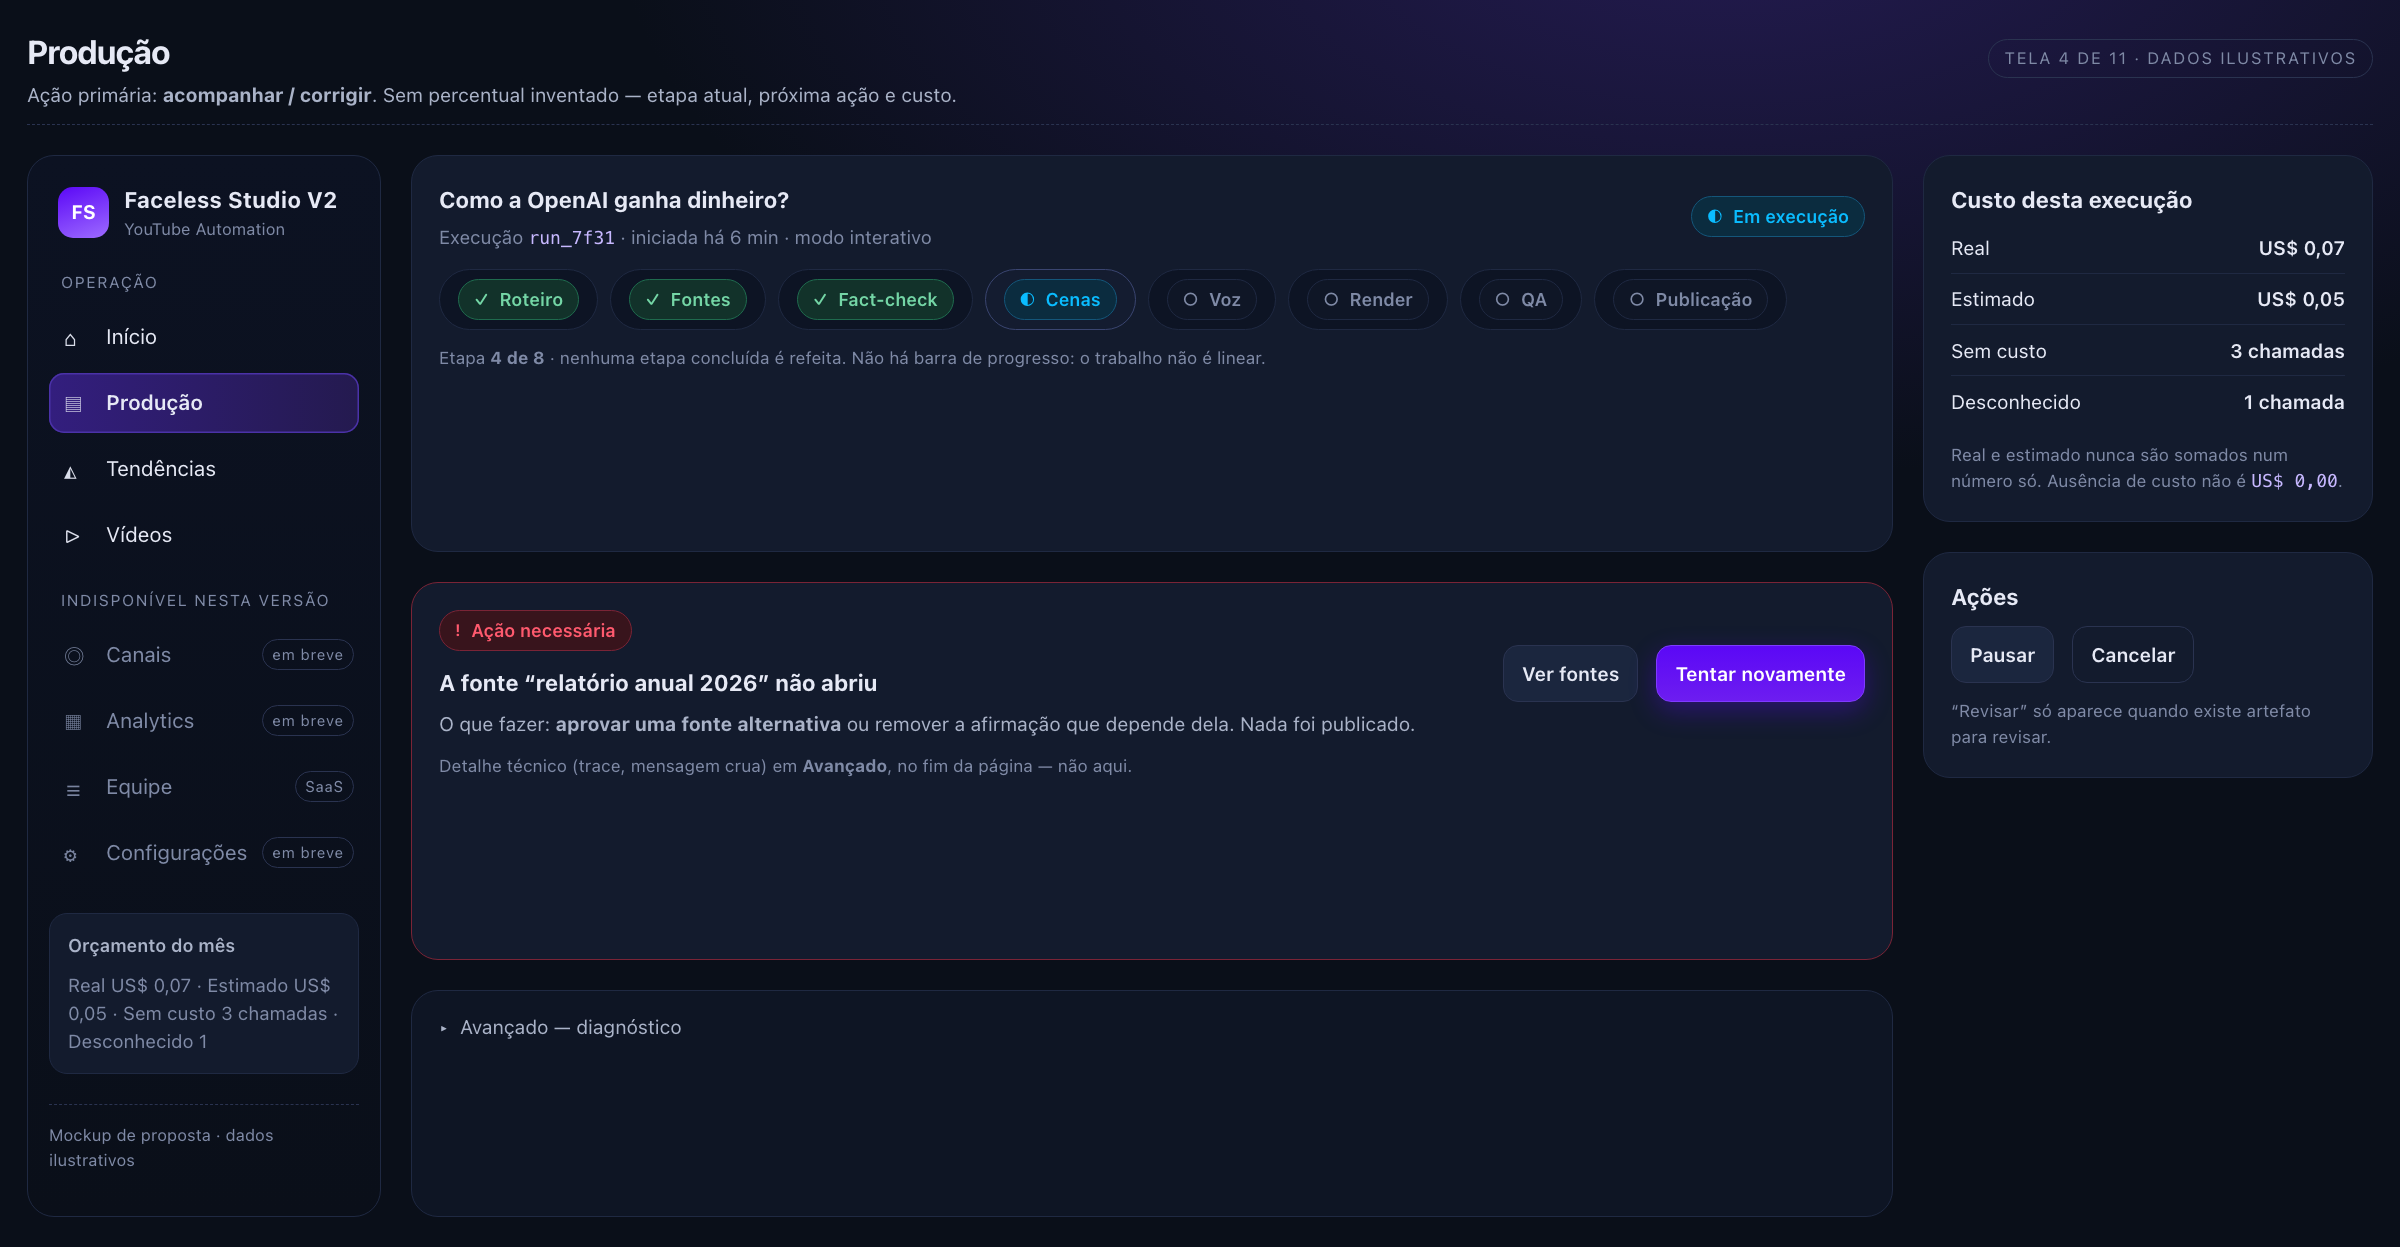 Produção
Ação primária: acompanhar / corrigir. Sem percentual inventado — etapa atual, próxima ação e custo.
TELA 4 DE 11 · DADOS ILUSTRATIVOS
FS
Faceless Studio V2
YouTube Automation
OPERAÇÃO
Início
Produção
Tendências
Vídeos
INDISPONÍVEL NESTA VERSÃO
Canais em breve
Analytics em breve
Equipe SaaS
Configurações em breve
Orçamento do mês
Real US$ 0,07 · Estimado US$
0,05 · Sem custo 3 chamadas ·
Desconhecido 1
Mockup de proposta · dados
ilustrativos
Como a OpenAI ganha dinheiro?
Execução run_7f31 · iniciada há 6 min · modo interativo
Em execução
✓ Roteiro ✓ Fontes ✓ Fact-check Cenas Voz Render QA Publicação
Etapa 4 de 8 · nenhuma etapa concluída é refeita. Não há barra de progresso: o trabalho não é linear.
! Ação necessária
A fonte “relatório anual 2026” não abriu
O que fazer: aprovar uma fonte alternativa ou remover a afirmação que depende dela. Nada foi publicado.
Detalhe técnico (trace, mensagem crua) em Avançado, no fim da página — não aqui.
Ver fontes
Tentar novamente
Avançado — diagnóstico
Custo desta execução
Real US$ 0,07
Estimado US$ 0,05
Sem custo 3 chamadas
Desconhecido 1 chamada
Real e estimado nunca são somados num
número só. Ausência de custo não é US$ 0,00.
Ações
Pausar
Cancelar
“Revisar” só aparece quando existe artefato
para revisar.